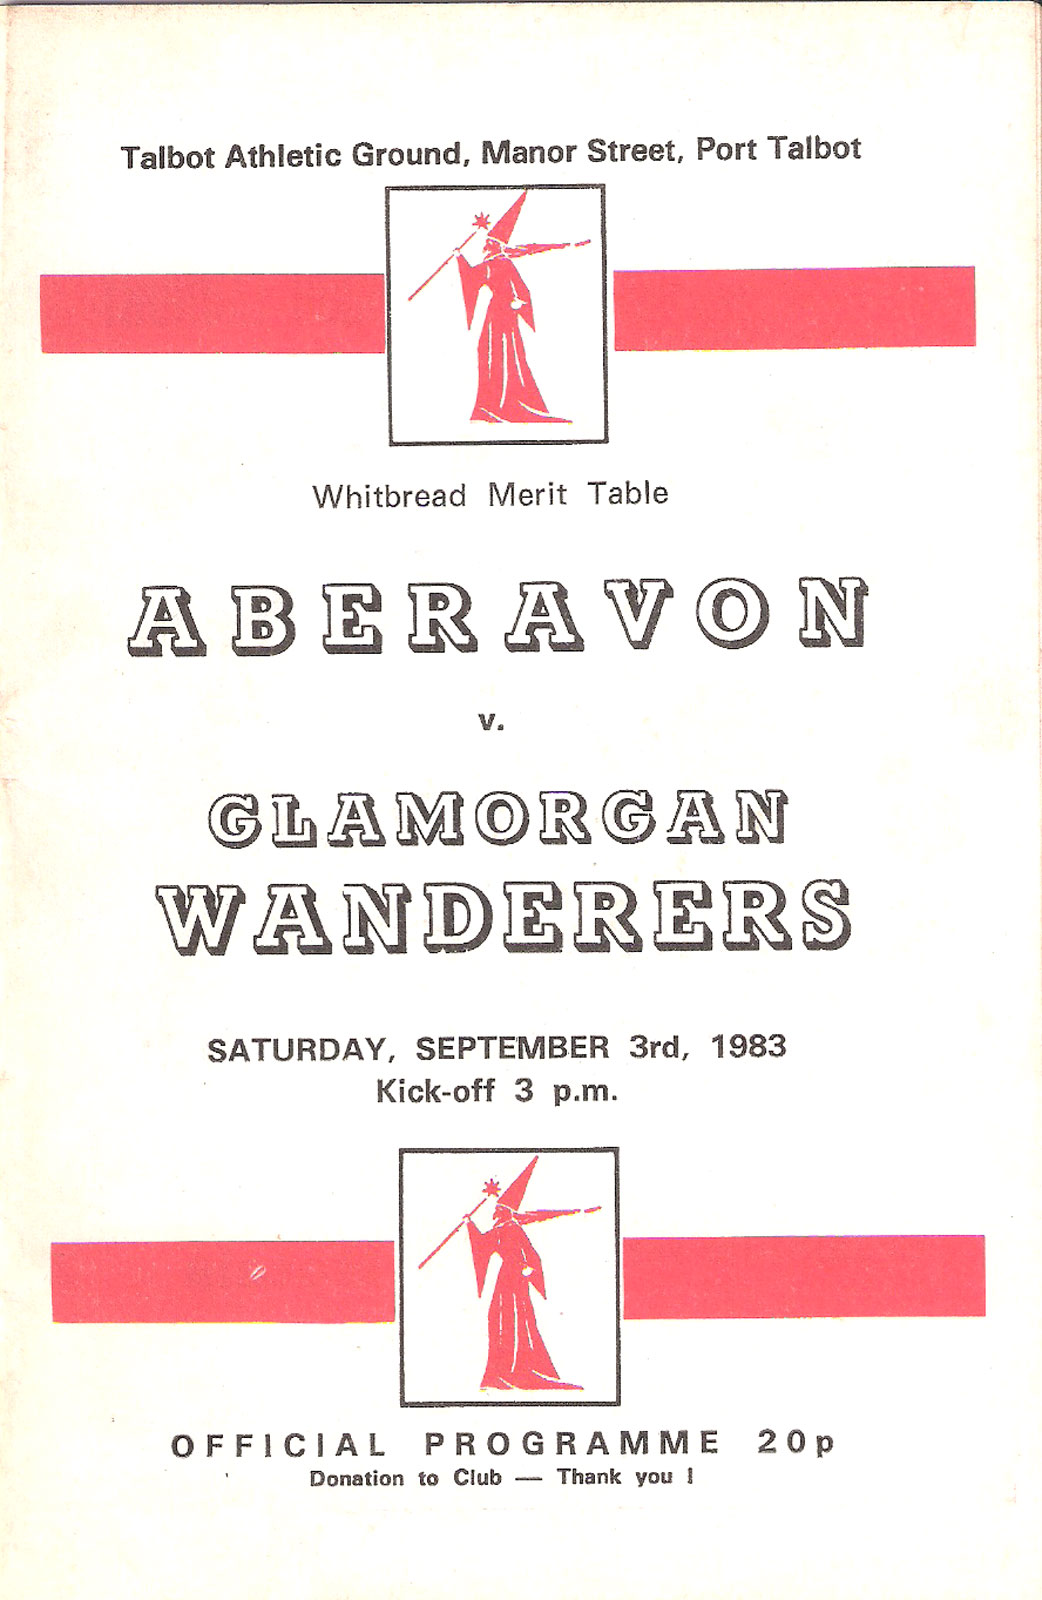 Talbot Athletic Ground, Manor Street, Port Talbot
Whitbread Merit Table
ABERAVON
v.
GLAMORGAN
WANDERERS
SATURDAY, SEPTEMBER 3rd, 1983
Kick-off 3 p.m.
OFFICIAL PROGRAMME 20p
Donation to Club — Thank you !